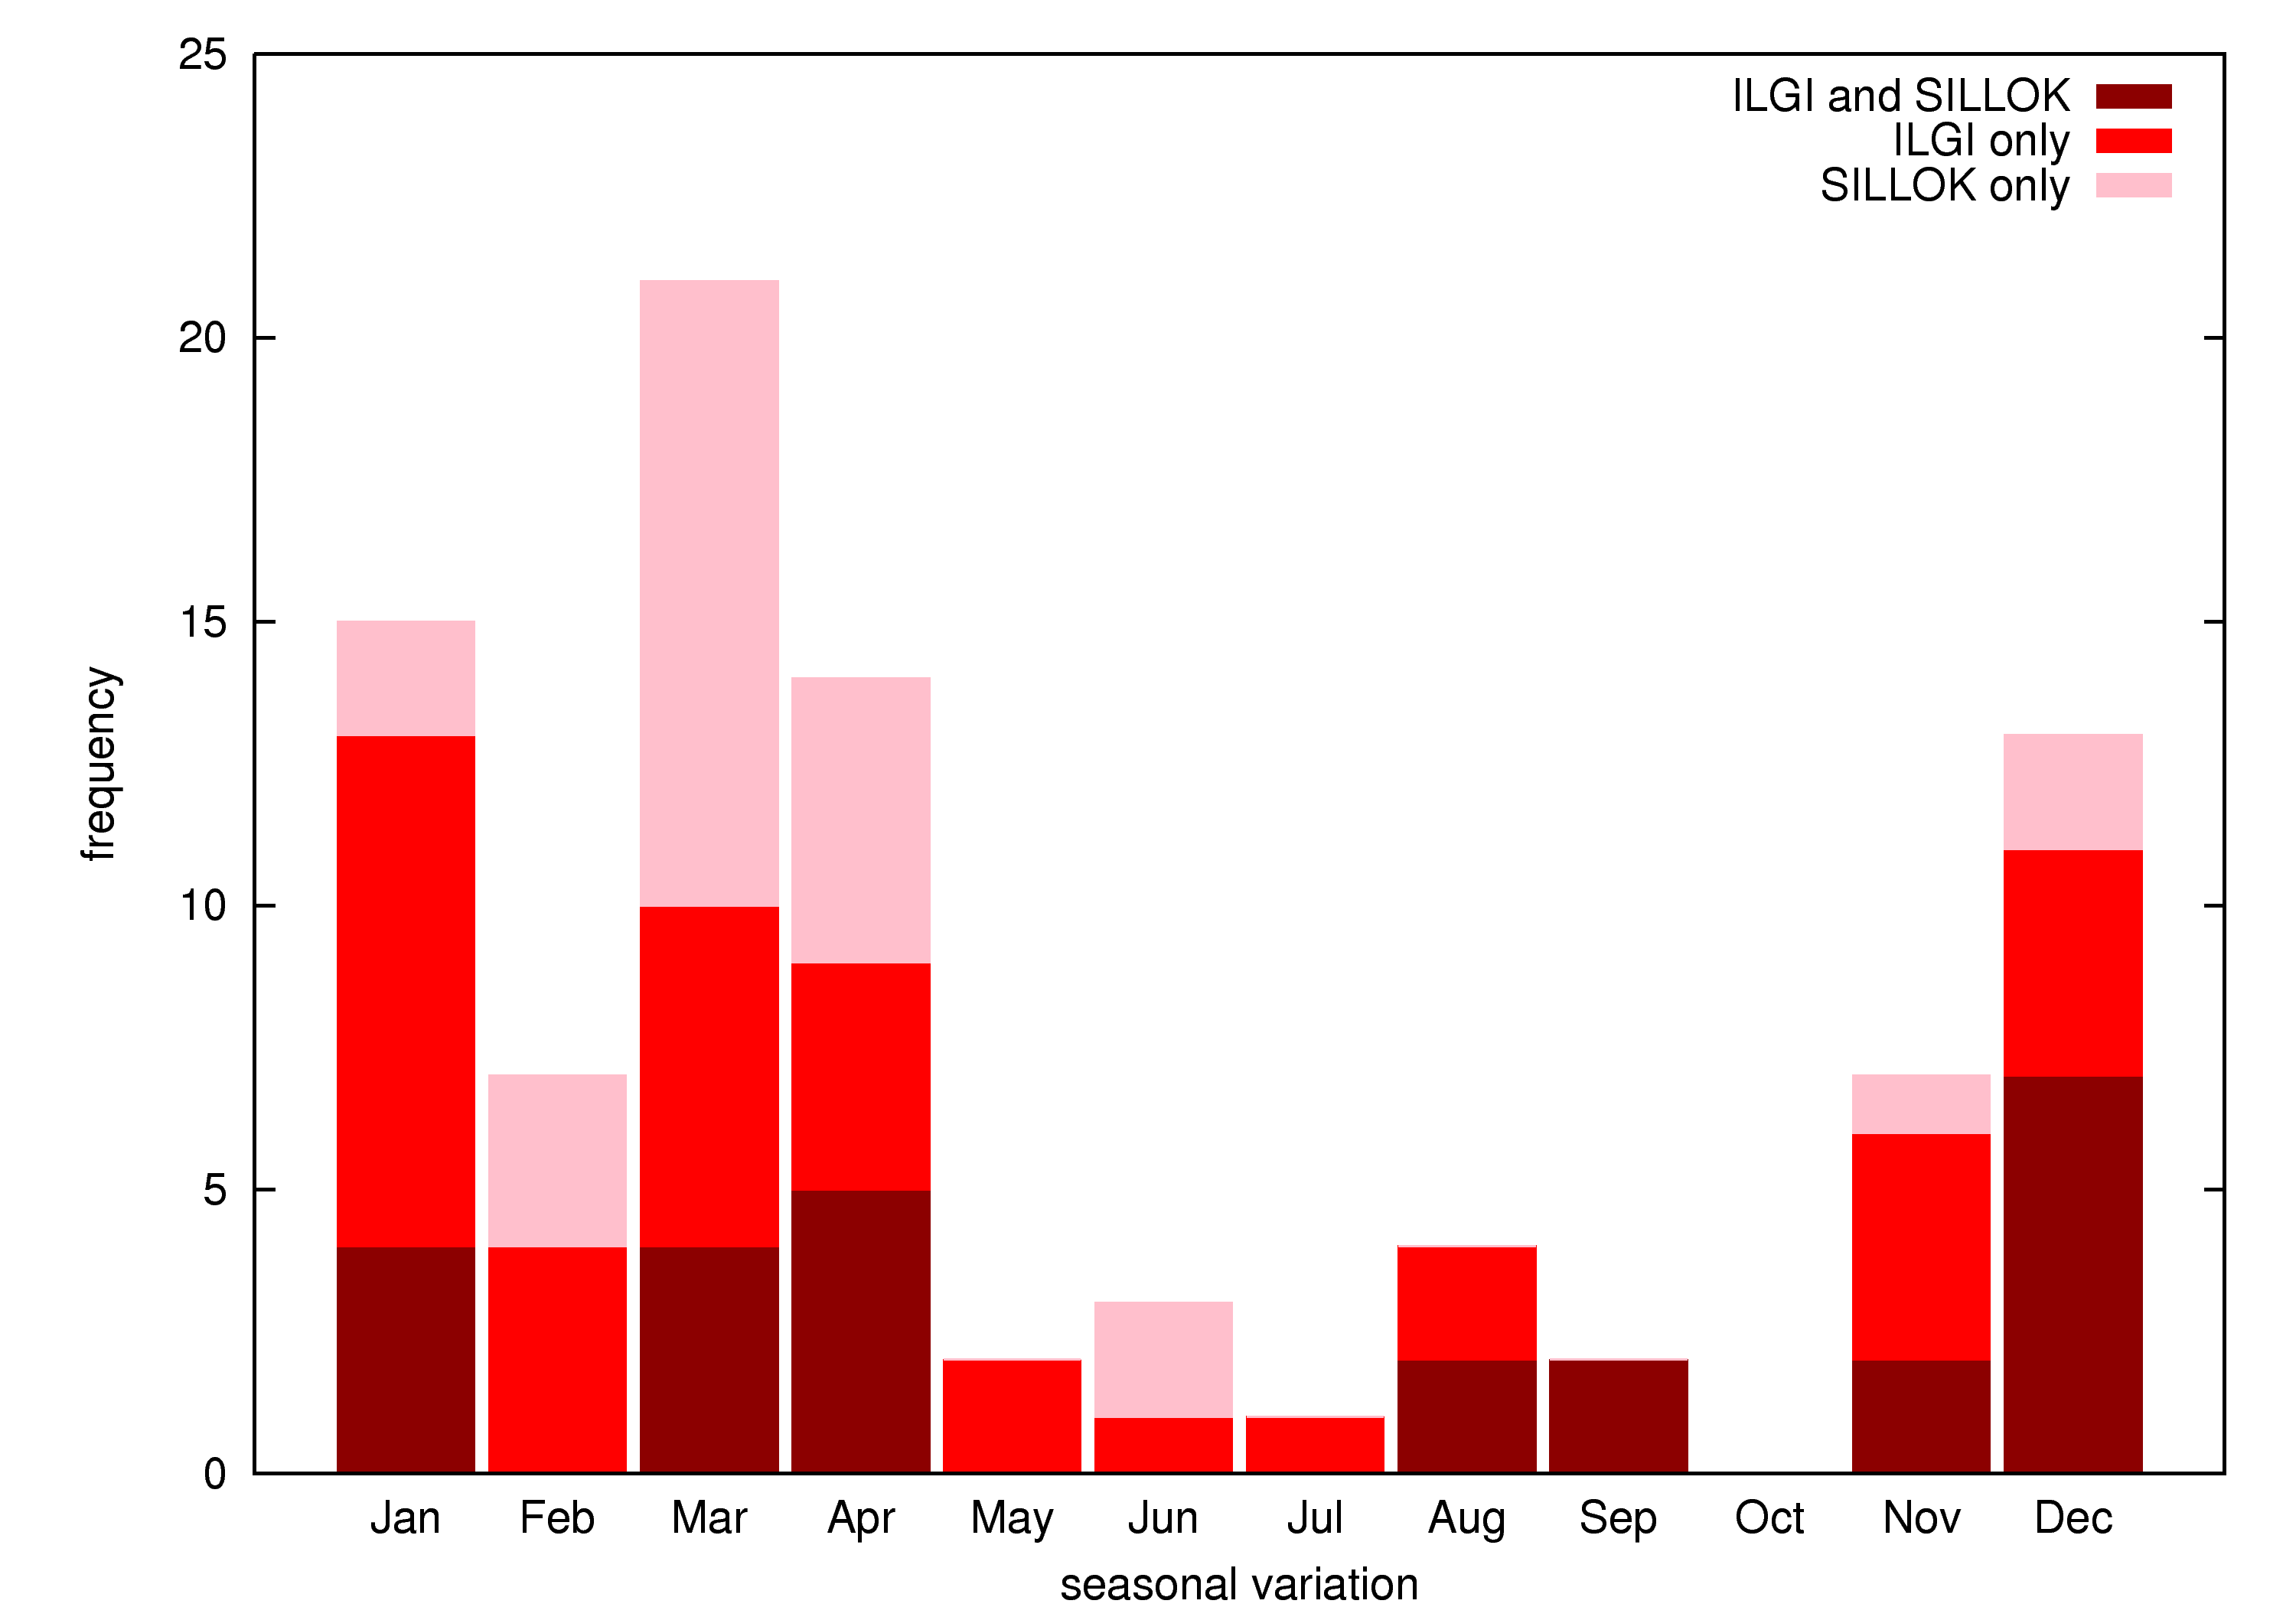 25
20
15
10
5
0
frequency
ILGI and SILLOK
ILGI only
SILLOK only
Jan Feb Mar Apr May Jun Jul Aug Sep Oct Nov Dec
seasonal variation